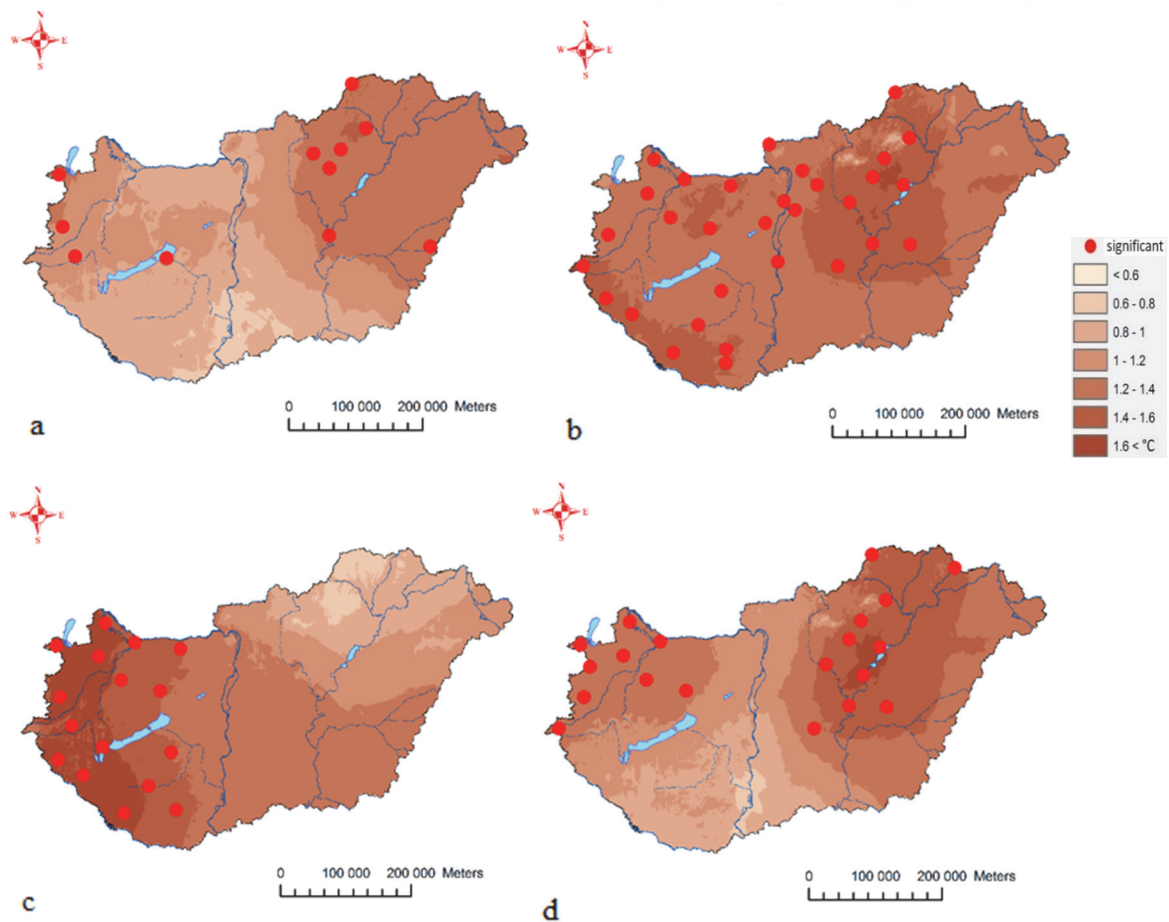 N
W E
S
0 100 000 200 000 Meters
a
N
W E
S
0 100 000 200 000 Meters
b
significant
< 0.6
0.6 - 0.8
0.8 - 1
1 - 1.2
1.2 - 1.4
1.4 - 1.6
1.6 < °C
N
W E
S
0 100 000 200 000 Meters
c
N
W E
S
0 100 000 200 000 Meters
d